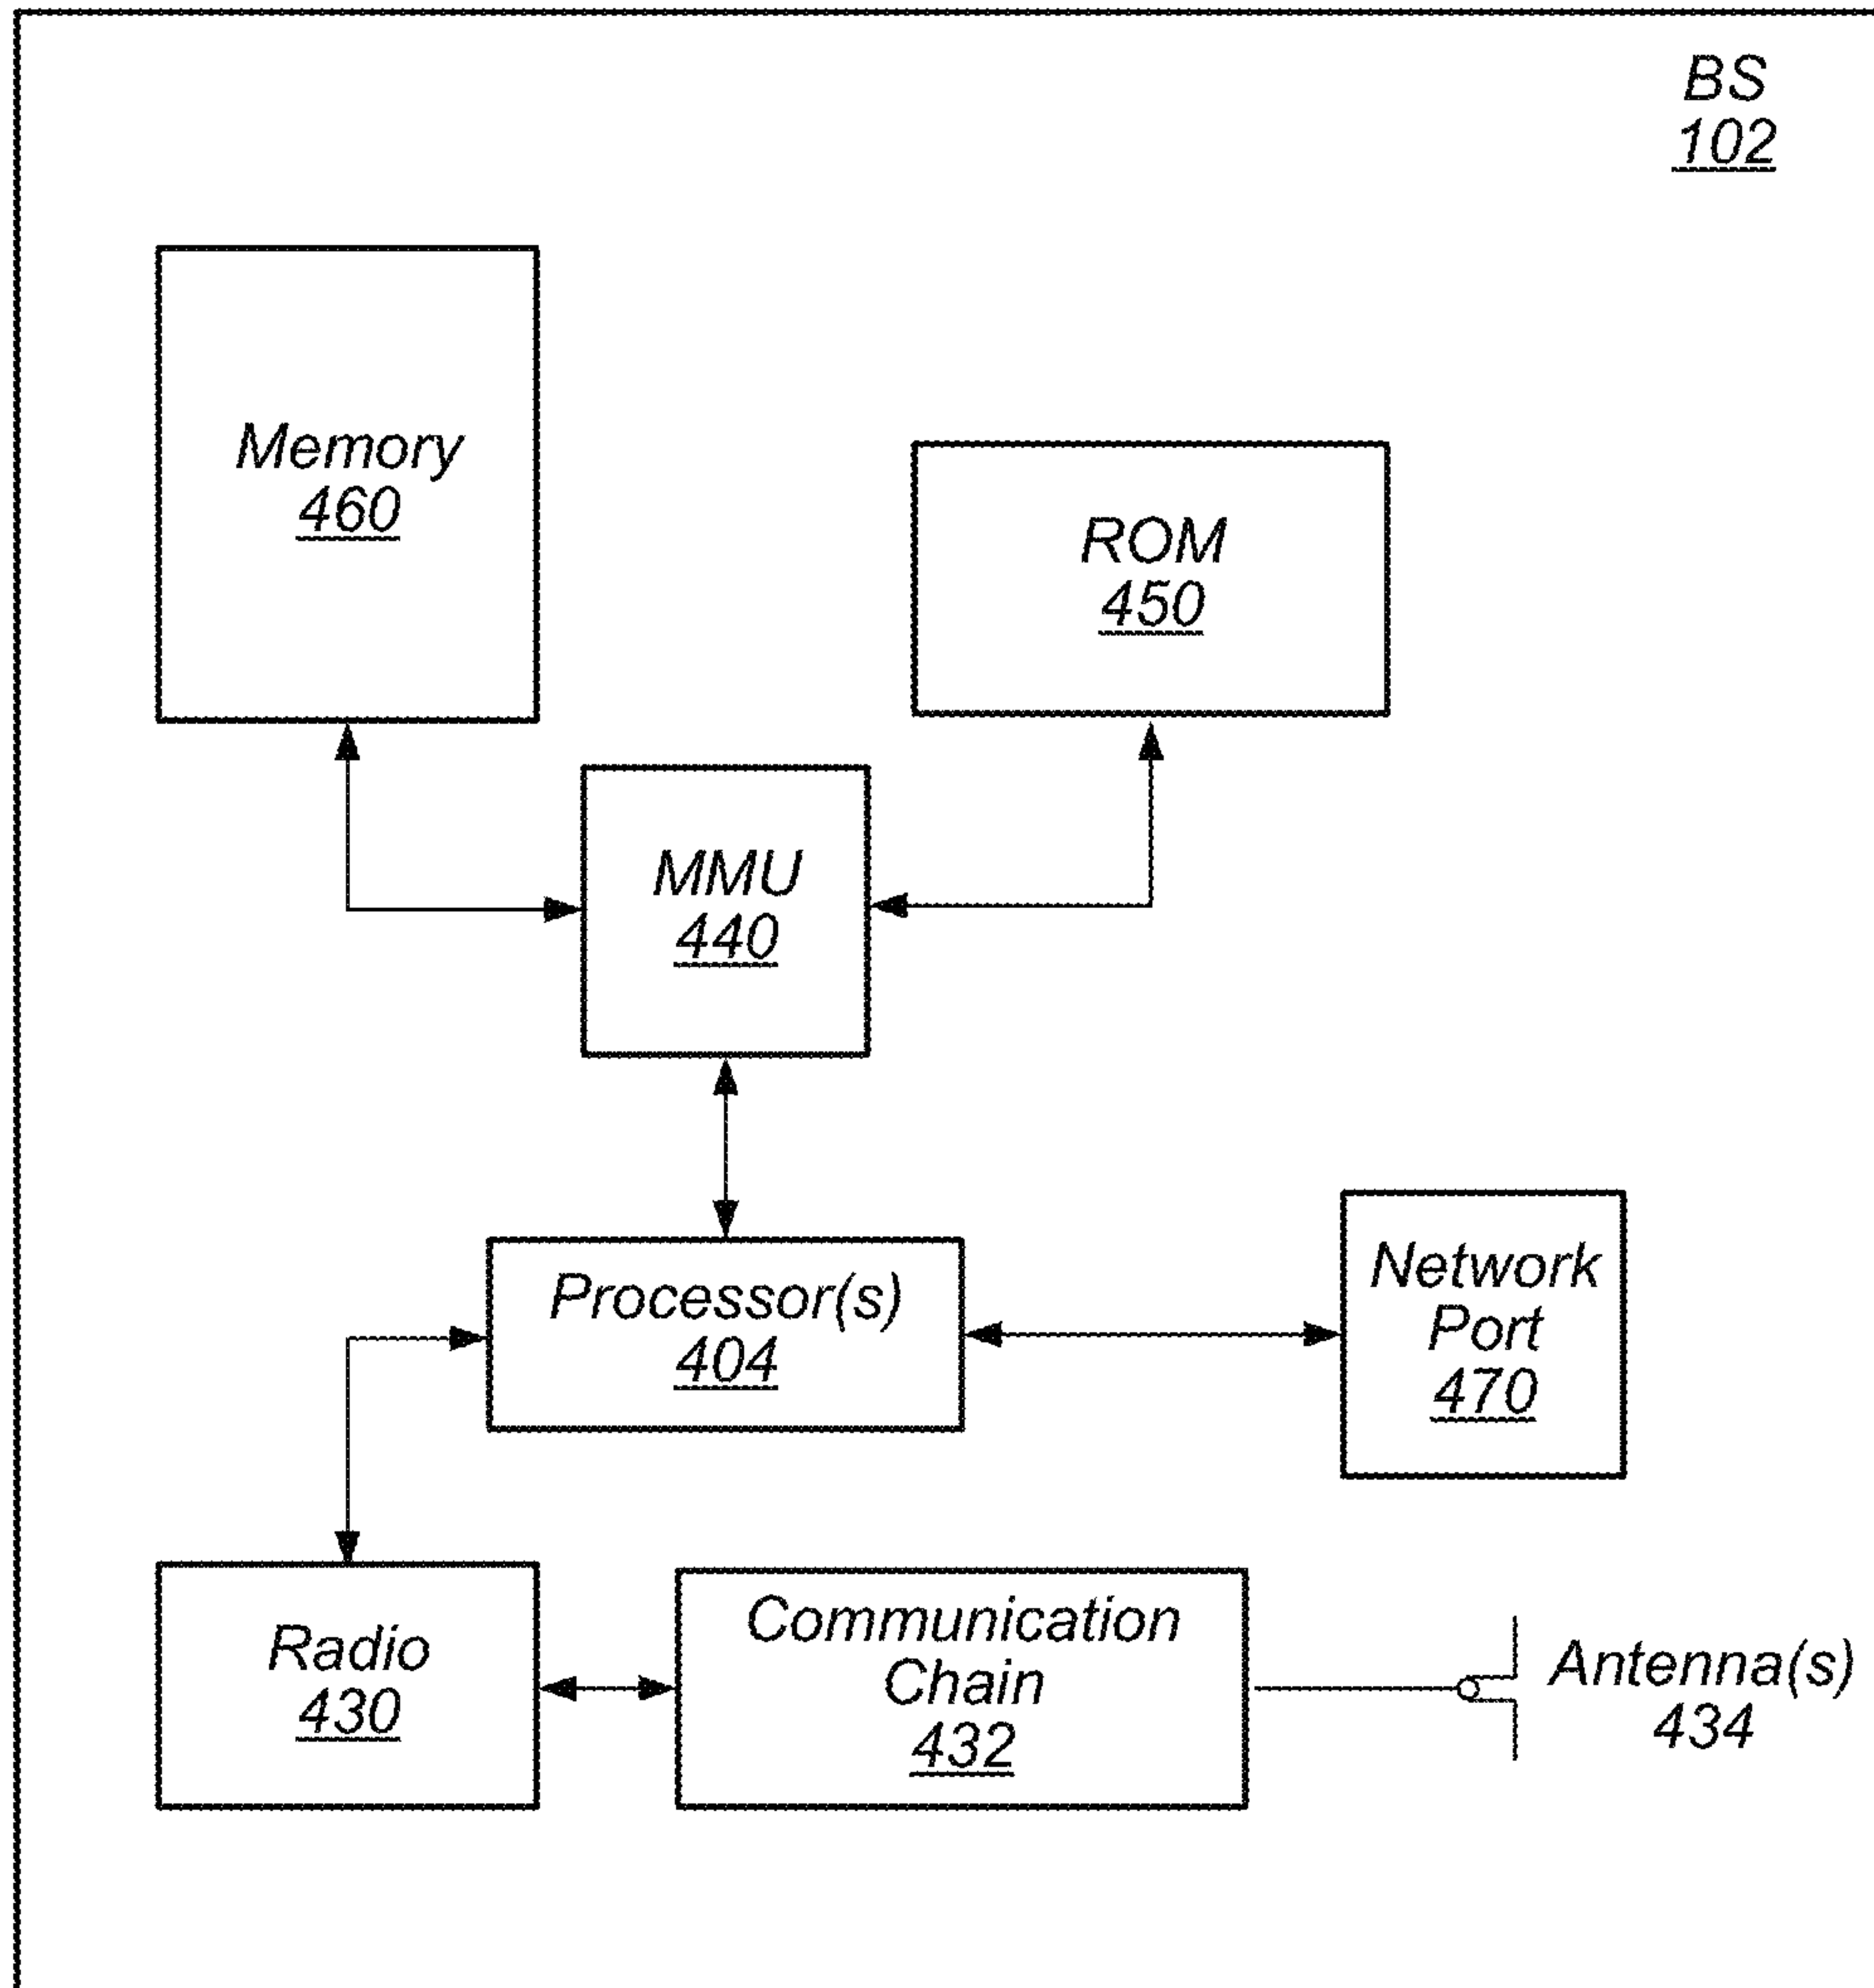 BS
102
Memory
460
ROM
450
MMU
440
Processor(s)
404
Network
Port
470
Radio
430
Communication
Chain
432
Antenna(s)
434